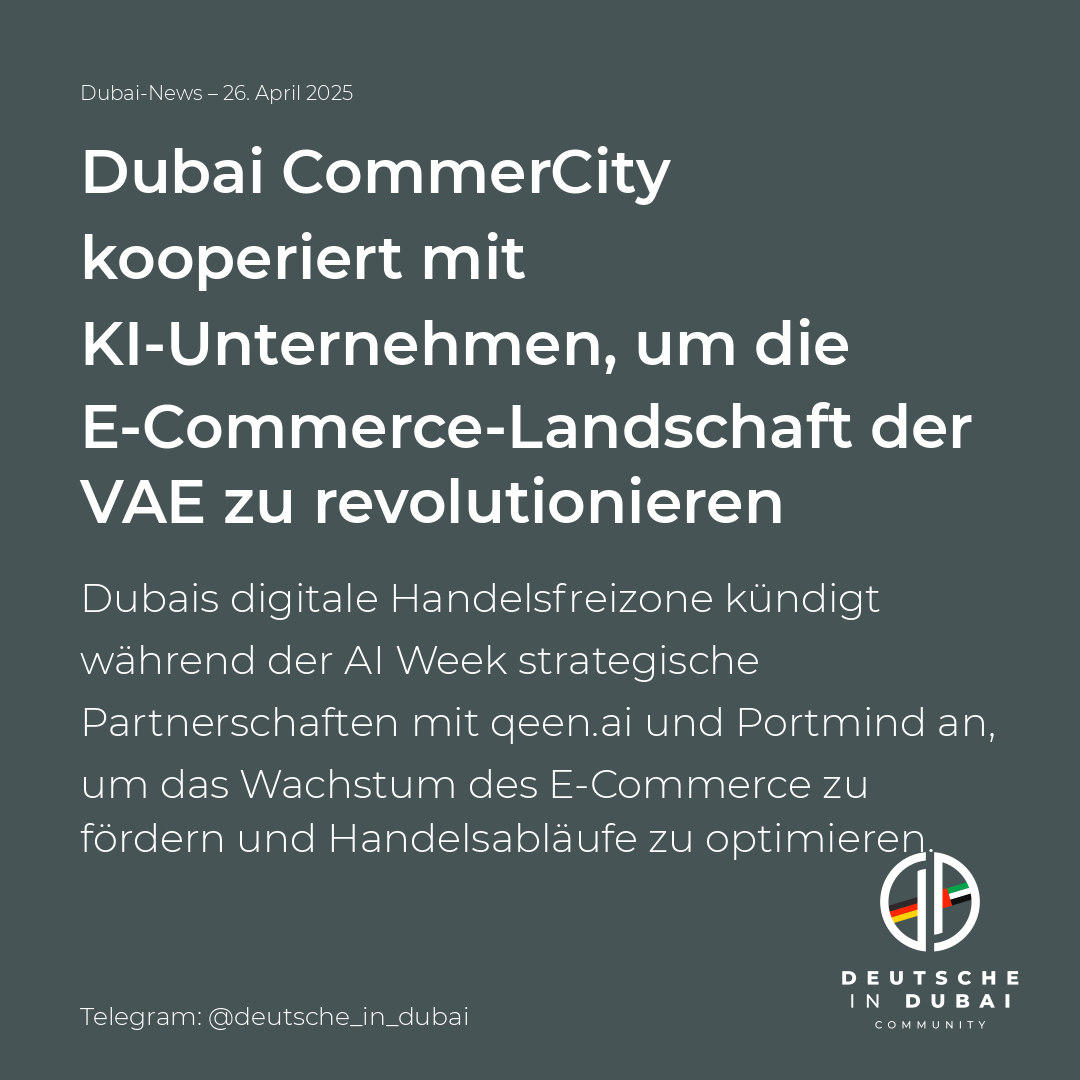 Dubai-News – 26. April 2025
Dubai CommerCity
kooperiert mit
KI-Unternehmen, um die
E-Commerce-Landschaft der
VAE zu revolutionieren
Dubais digitale Handelsfreizone kündigt
während der AI Week strategische
Partnerschaften mit qeen.ai und Portmind an,
um das Wachstum des E-Commerce zu
fördern und Handelsabläufe zu optimieren.
DEUTSCHE
IN DUBAI
COMMUNITY
Telegram: @deutsche_in_dubai